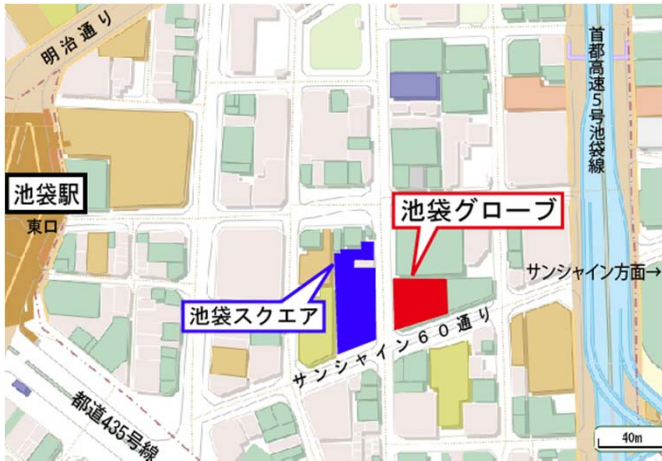 明治通り
首都高速5号池袋線
池袋駅
東口
池袋グローブ
サンシャイン方面→
池袋スクエア
サンシャイン60通り
都道435号線
40m